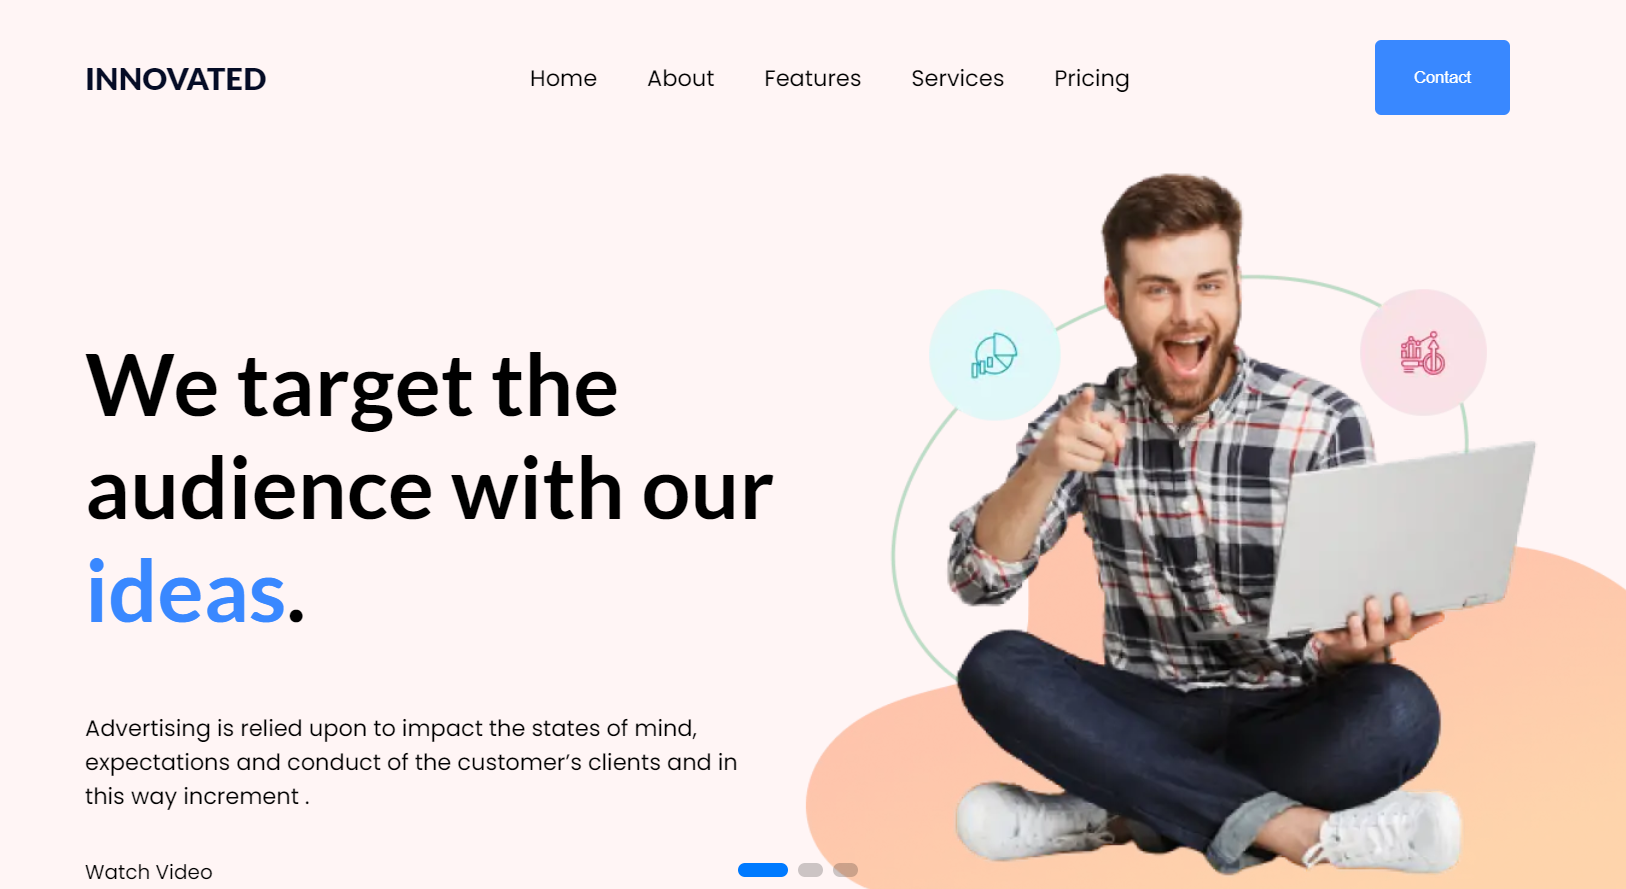 INNOVATED
Home About Features Services Pricing
Contact
We target the
audience with our
ideas.
Advertising is relied upon to impact the states of mind,
expectations and conduct of the customer’s clients and in
this way increment .
Watch Video